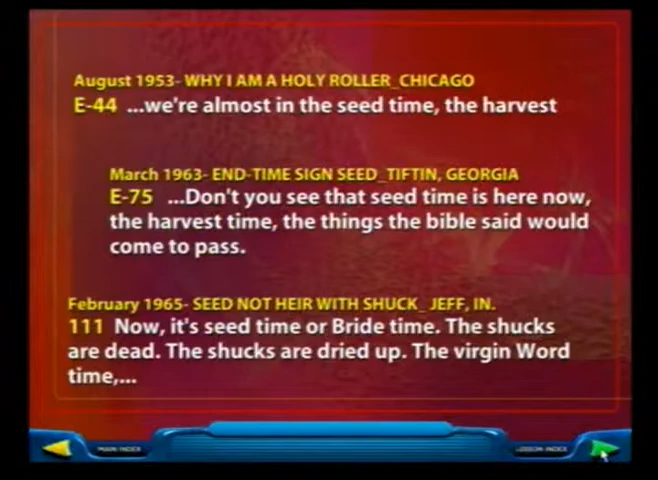 August 1953- WHY I AM A HOLY ROLLER_CHICAGO
E-44 ...we're almost in the seed time, the harvest
March 1963- END-TIME SIGN SEED_TIFTIN, GEORGIA
E-75 ...Don't you see that seed time is here now,
the harvest time, the things the bible said would
come to pass.
February 1965- SEED NOT HEIR WITH SHUCK_ JEFF, IN.
111 Now, it's seed time or Bride time. The shucks
are dead. The shucks are dried up. The virgin Word
time,...
MAIN INDEX
LESSON INDEX